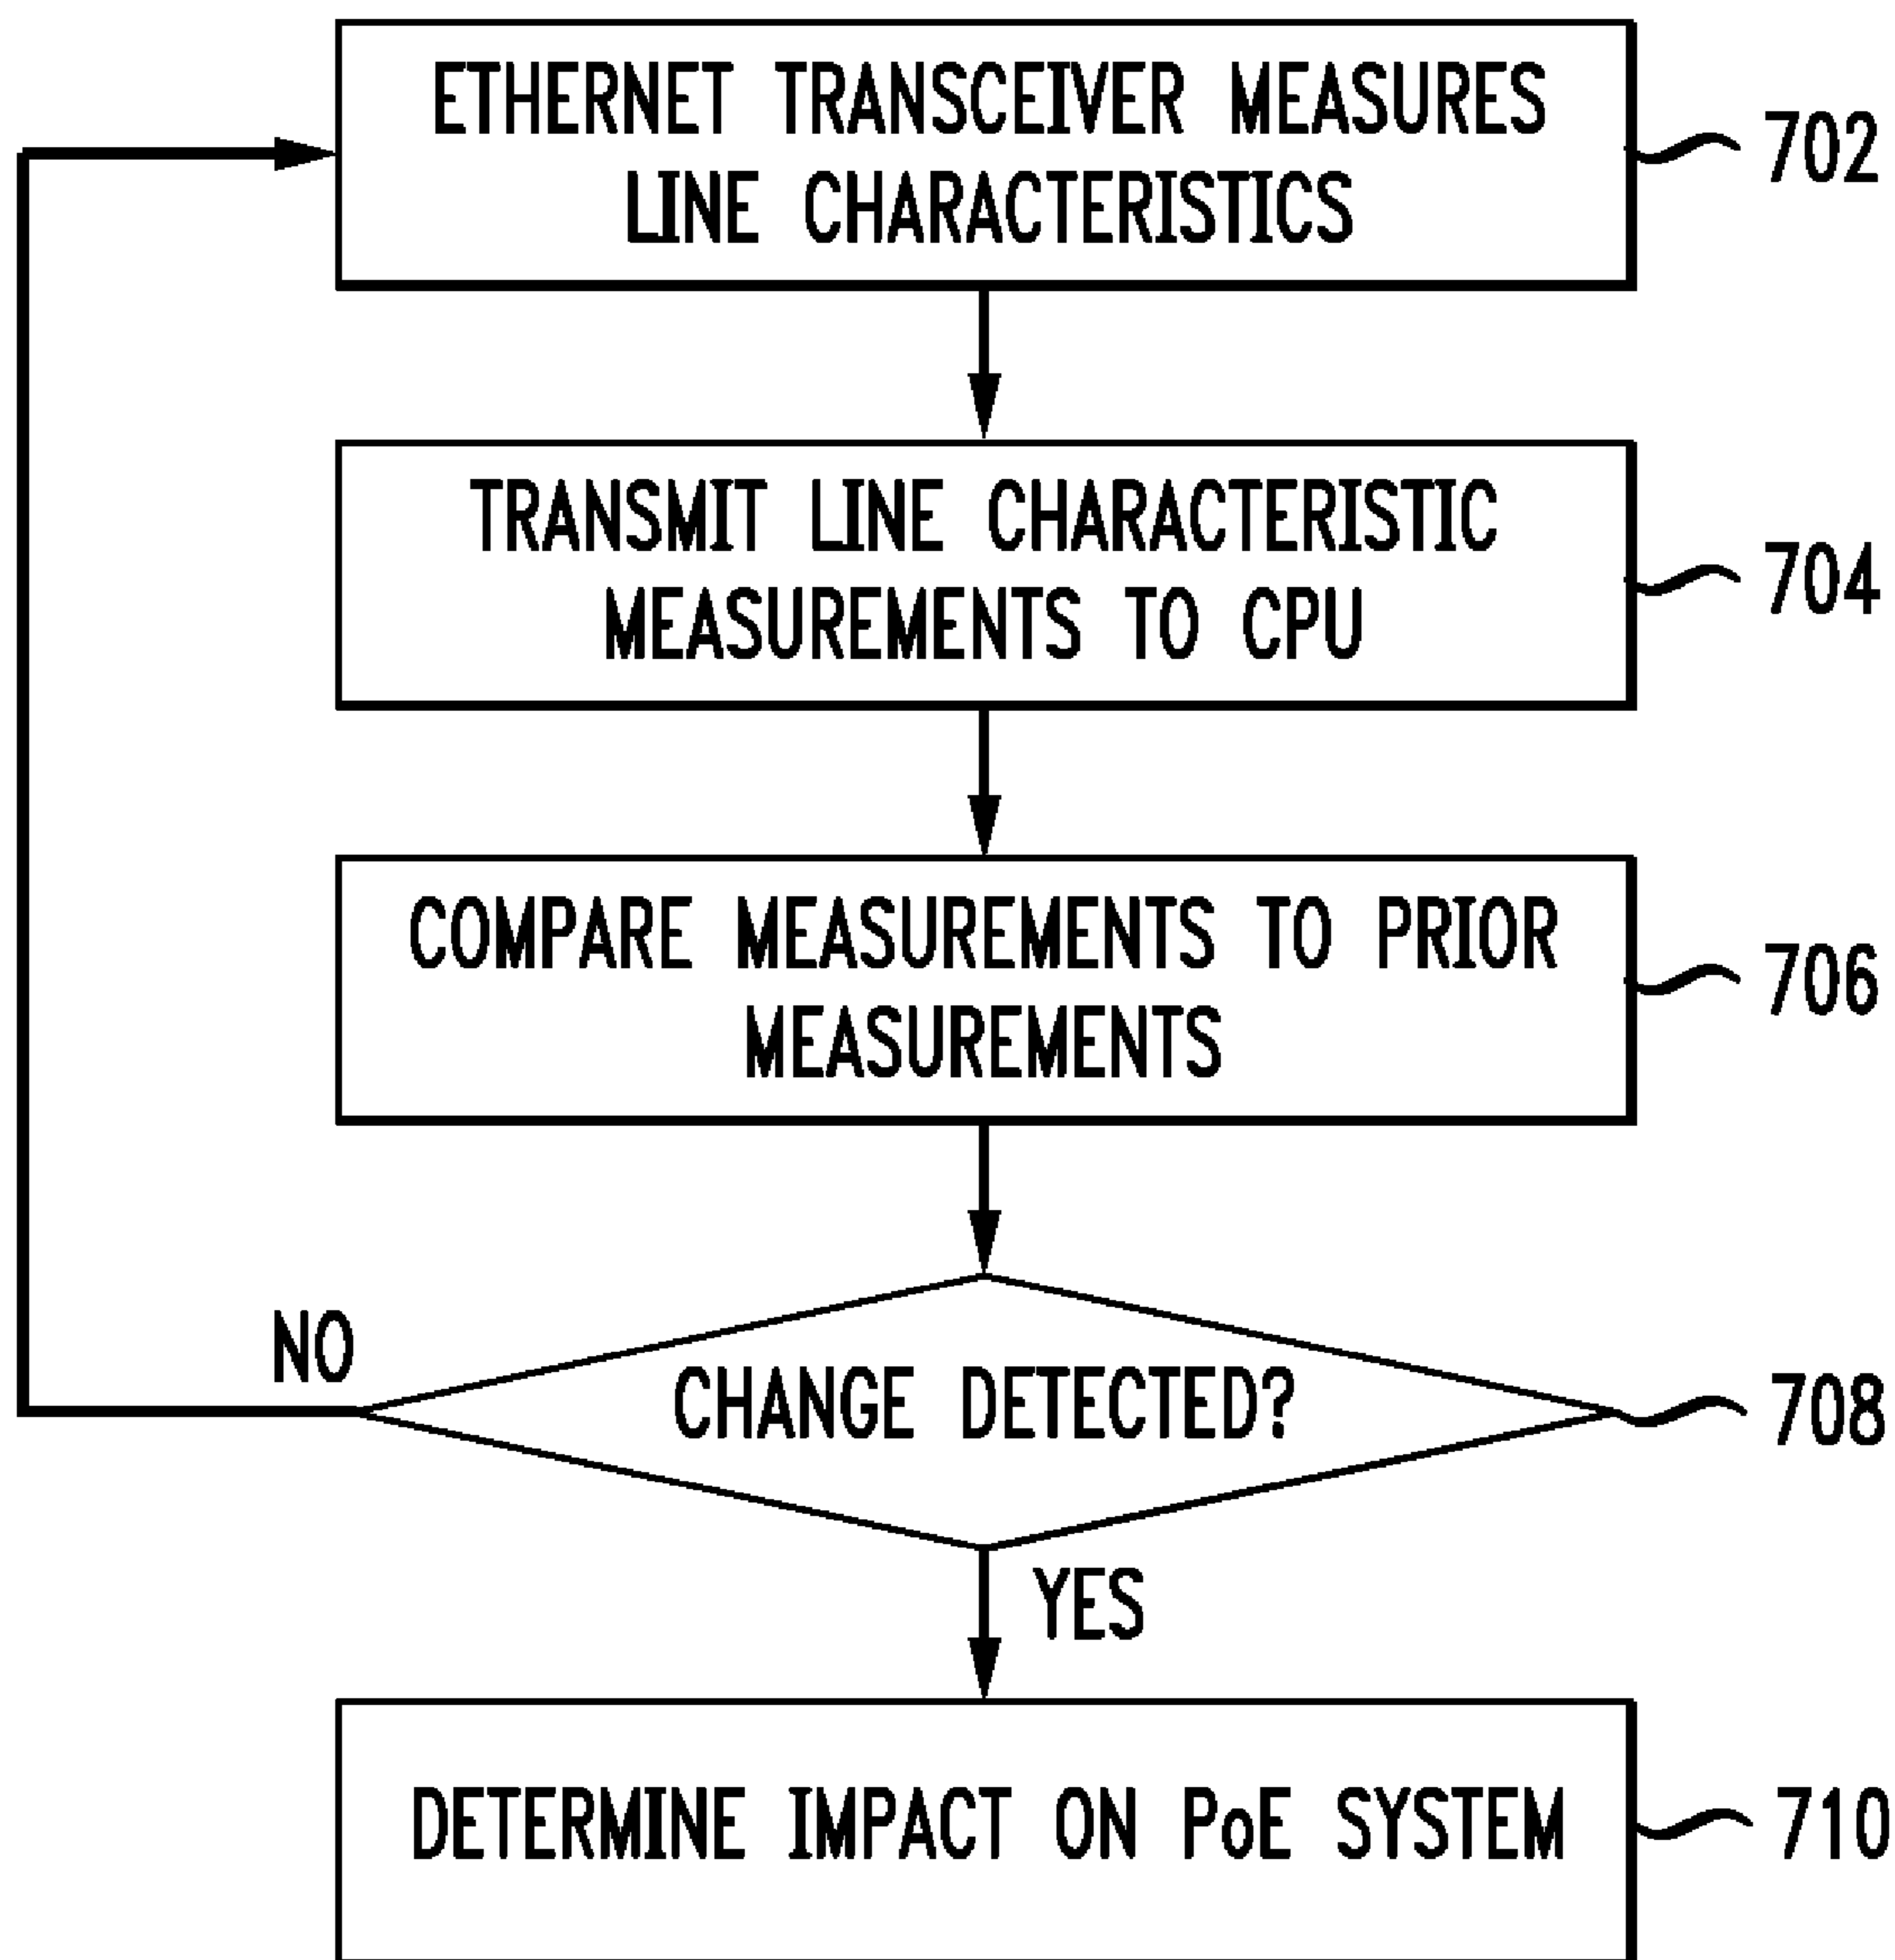 ETHERNET TRANSCEIVER MEASURES
LINE CHARACTERISTICS
702
TRANSMIT LINE CHARACTERISTIC
MEASUREMENTS TO CPU
704
COMPARE MEASUREMENTS TO PRIOR
MEASUREMENTS
706
NO
CHANGE DETECTED?
708
YES
DETERMINE IMPACT ON PoE SYSTEM
710